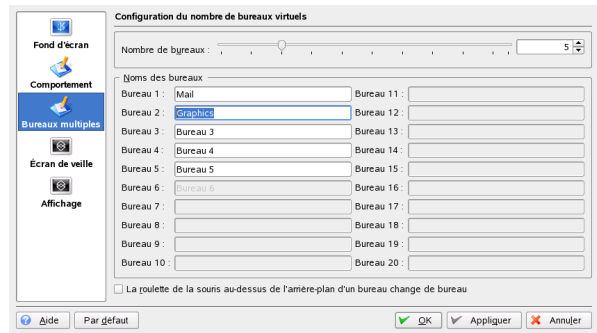 Configuration du nombre de bureaux virtuels
Fond d'écran
Comportement
Bureaux multiples
Écran de veille
Affichage
Nombre de bureaux : 5
Noms des bureaux
Bureau 1 : Mail Bureau 11 :
Bureau 2 : Graphics Bureau 12 :
Bureau 3 : Bureau 3 Bureau 13 :
Bureau 4 : Bureau 4 Bureau 14 :
Bureau 5 : Bureau 5 Bureau 15 :
Bureau 6 : Bureau 6 Bureau 16 :
Bureau 7 : Bureau 17 :
Bureau 8 : Bureau 18 :
Bureau 9 : Bureau 19 :
Bureau 10 : Bureau 20 :
La roulette de la souris au-dessus de l'arrière-plan d'un bureau change de bureau
Aide Par défaut OK Appliquer Annuler